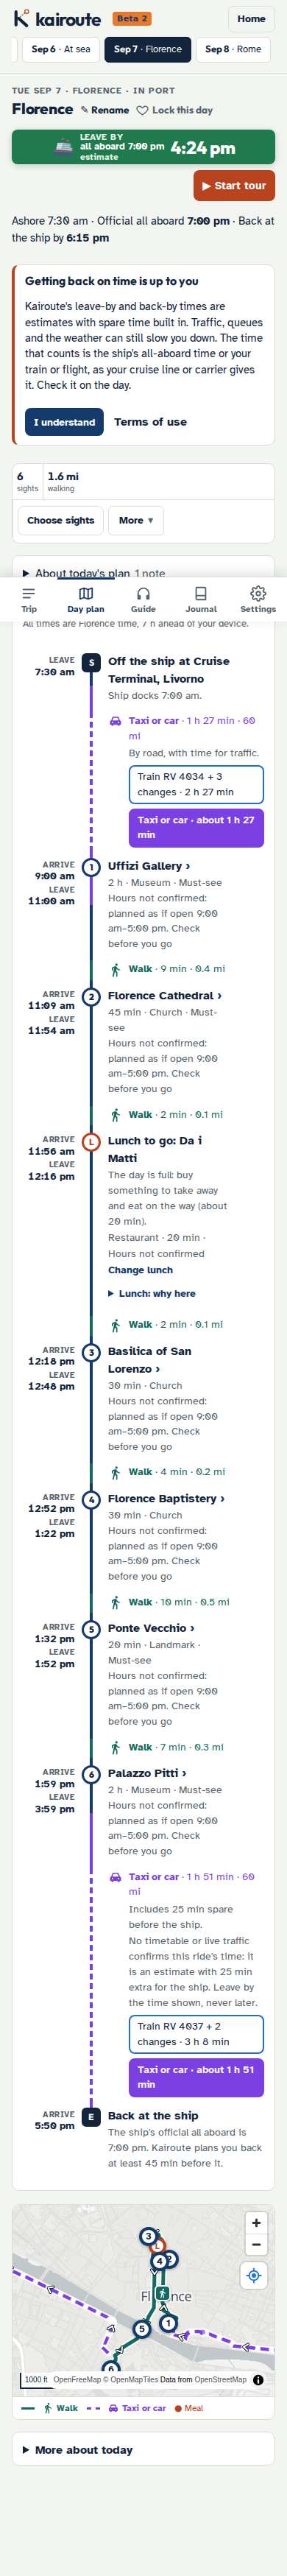 kairoute Beta 2 Home
Sep 6 · At sea Sep 7 · Florence Sep 8 · Rome
TUE SEP 7 · FLORENCE · IN PORT
Florence ✎ Rename Lock this day
LEAVE BY
all aboard 7:00 pm
estimate
4:24 pm
▶ Start tour
Ashore 7:30 am · Official all aboard 7:00 pm · Back at
the ship by 6:15 pm
Getting back on time is up to you
Kairoute's leave-by and back-by times are
estimates with spare time built in. Traffic, queues
and the weather can still slow you down. The time
that counts is the ship's all-aboard time or your
train or flight, as your cruise line or carrier gives
it. Check it on the day.
I understand Terms of use
6 1.6 mi
sights walking
Choose sights More ▾
▶ About today's plan 1 note
Trip Day plan Guide Journal Settings
All times are Florence time, 7 h ahead of your device.
LEAVE
7:30 am
S
Off the ship at Cruise
Terminal, Livorno
Ship docks 7:00 am.
Taxi or car · 1 h 27 min · 60
mi
By road, with time for traffic.
Train RV 4034 + 3
changes · 2 h 27 min
Taxi or car · about 1 h 27
min
ARRIVE
9:00 am
LEAVE
11:00 am
1
Uffizi Gallery ›
2 h · Museum · Must-see
Hours not confirmed:
planned as if open 9:00
am–5:00 pm. Check
before you go
Walk · 9 min · 0.4 mi
ARRIVE
11:09 am
LEAVE
11:54 am
2
Florence Cathedral ›
45 min · Church · Must-
see
Hours not confirmed:
planned as if open 9:00
am–5:00 pm. Check
before you go
Walk · 2 min · 0.1 mi
ARRIVE
11:56 am
LEAVE
12:16 pm
L
Lunch to go: Da i
Matti
The day is full: buy
something to take away
and eat on the way (about
20 min).
Restaurant · 20 min ·
Hours not confirmed
Change lunch
▶ Lunch: why here
Walk · 2 min · 0.1 mi
ARRIVE
12:18 pm
LEAVE
12:48 pm
3
Basilica of San
Lorenzo ›
30 min · Church
Hours not confirmed:
planned as if open 9:00
am–5:00 pm. Check
before you go
Walk · 4 min · 0.2 mi
ARRIVE
12:52 pm
LEAVE
1:22 pm
4
Florence Baptistery ›
30 min · Church
Hours not confirmed:
planned as if open 9:00
am–5:00 pm. Check
before you go
Walk · 10 min · 0.5 mi
ARRIVE
1:32 pm
LEAVE
1:52 pm
5
Ponte Vecchio ›
20 min · Landmark ·
Must-see
Hours not confirmed:
planned as if open 9:00
am–5:00 pm. Check
before you go
Walk · 7 min · 0.3 mi
ARRIVE
1:59 pm
LEAVE
3:59 pm
6
Palazzo Pitti ›
2 h · Museum · Must-see
Hours not confirmed:
planned as if open 9:00
am–5:00 pm. Check
before you go
Taxi or car · 1 h 51 min · 60
mi
Includes 25 min spare
before the ship.
No timetable or live traffic
confirms this ride's time: it
is an estimate with 25 min
extra for the ship. Leave by
the time shown, never later.
Train RV 4037 + 2
changes · 3 h 8 min
Taxi or car · about 1 h 51
min
ARRIVE
5:50 pm
E
Back at the ship
The ship's official all aboard is
7:00 pm. Kairoute plans you back
at least 45 min before it.
3
L
4 2
1
5
6
+
−
1000 ft OpenFreeMap © OpenMapTiles Data from OpenStreetMap
Walk Taxi or car Meal
▶ More about today